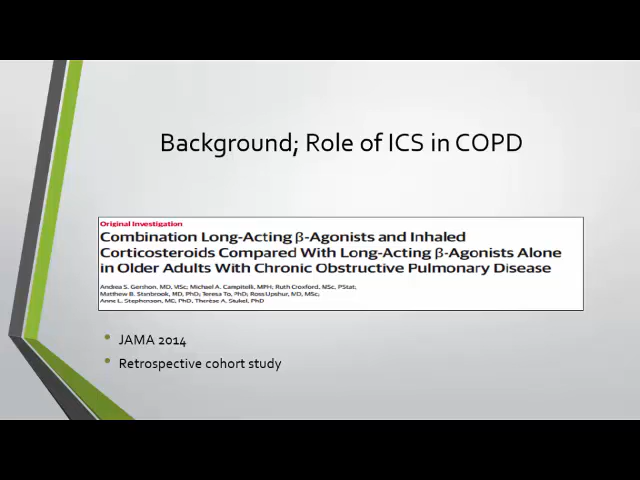 Background; Role of ICS in COPD
Original Investigation
Combination Long-Acting β-Agonists and Inhaled
Corticosteroids Compared With Long-Acting β-Agonists Alone
in Older Adults With Chronic Obstructive Pulmonary Disease
Andrea S. Gershon, MD, MSc; Michael A. Campitelli, MPH; Ruth Croxford, MSc, PStat;
Matthew B. Stanbrook, MD, PhD; Teresa To, PhD; Ross Upshur, MD, MSc;
Anne L. Stephenson, MD, PhD; Thérèse A. Stukel, PhD
• JAMA 2014
• Retrospective cohort study